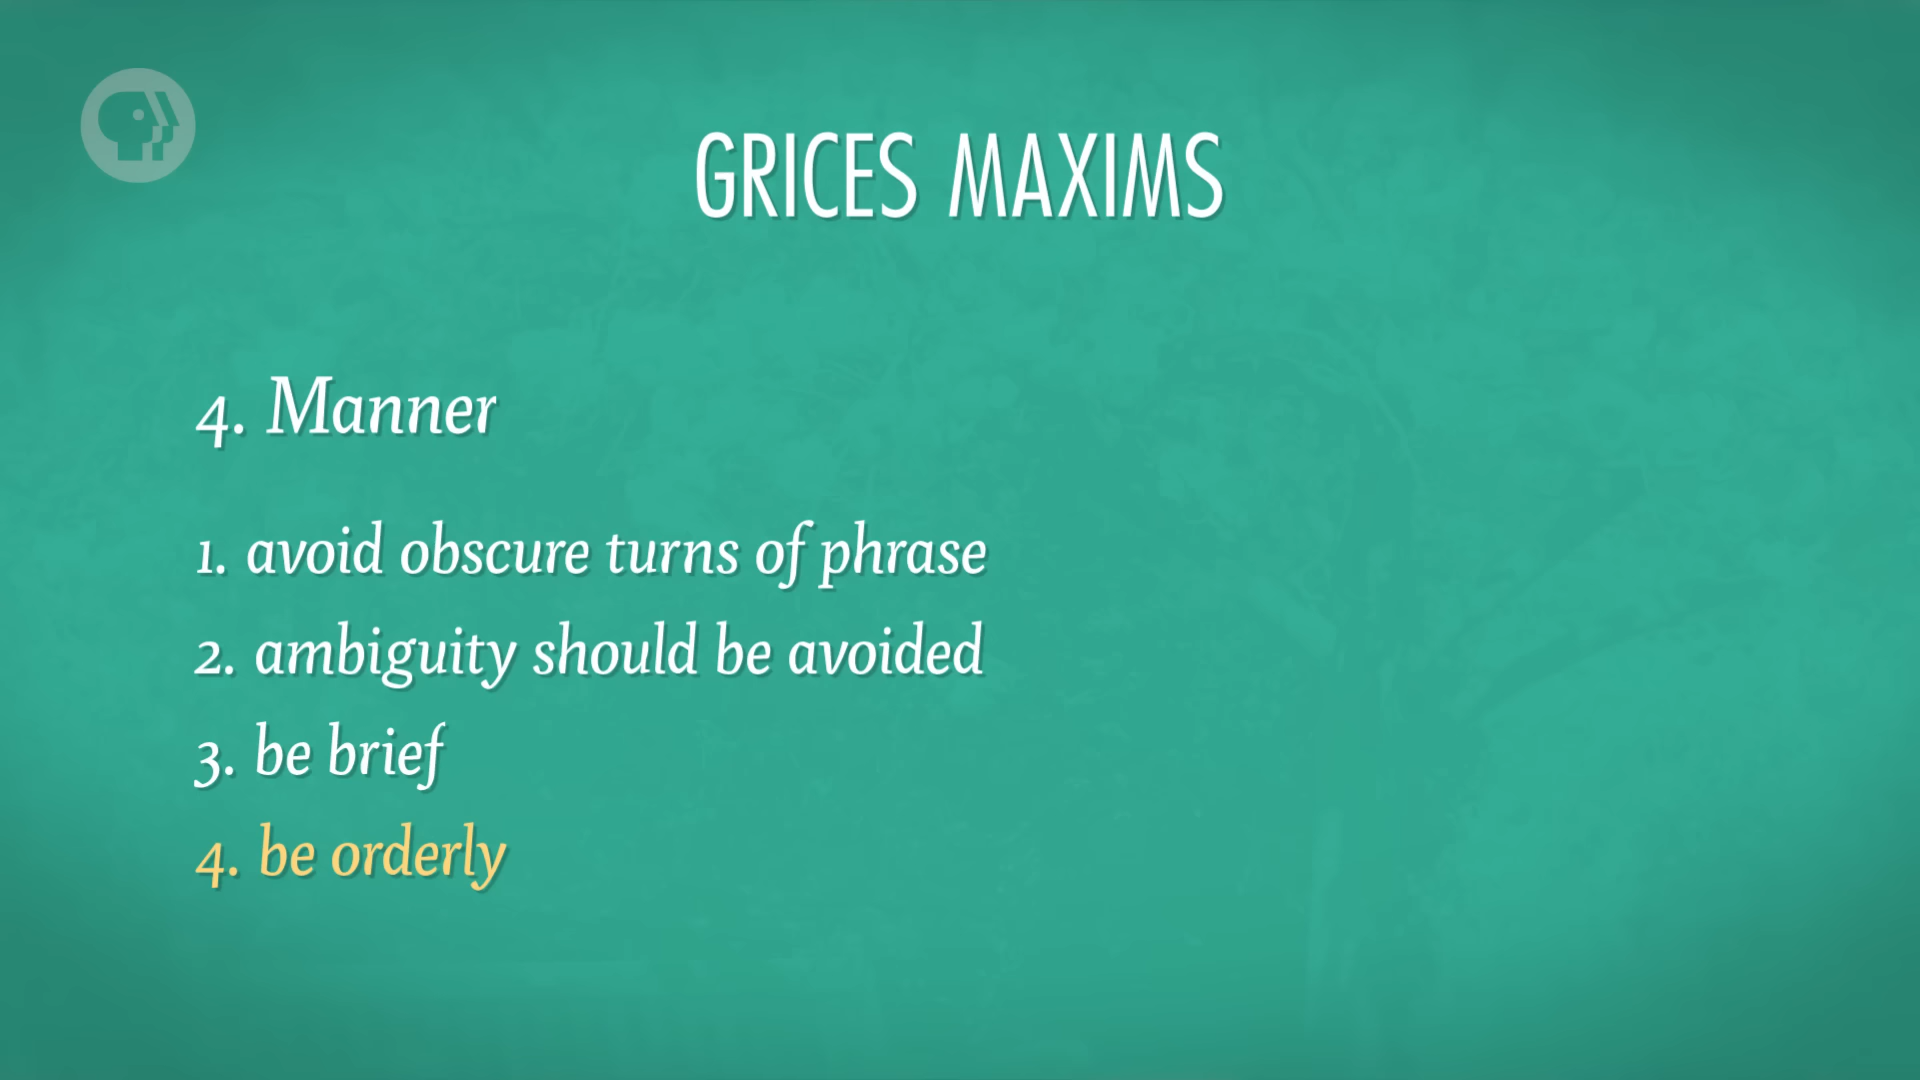 GRICES MAXIMS
4. Manner
1. avoid obscure turns of phrase
2. ambiguity should be avoided
3. be brief
4. be orderly